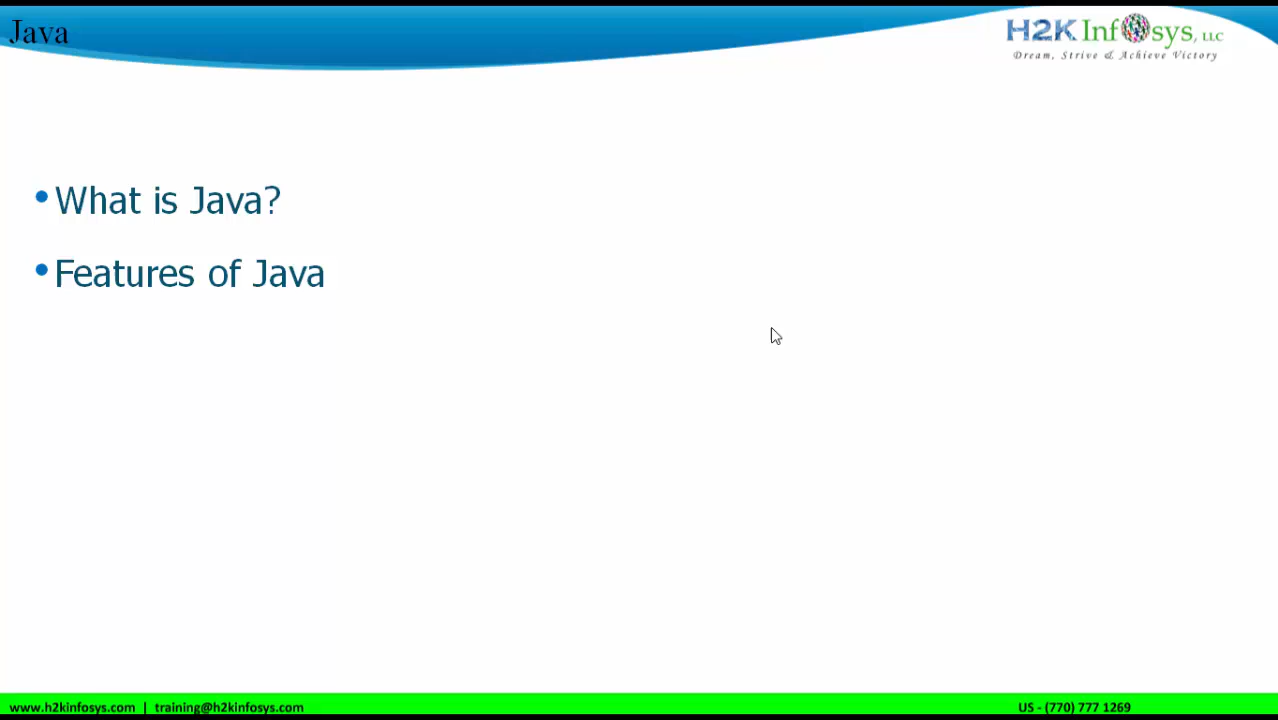 Java
H2K Infosys, LLC
Dream, Strive & Achieve Victory
•What is Java?
•Features of Java
www.h2kinfosys.com | training@h2kinfosys.com
US - (770) 777 1269